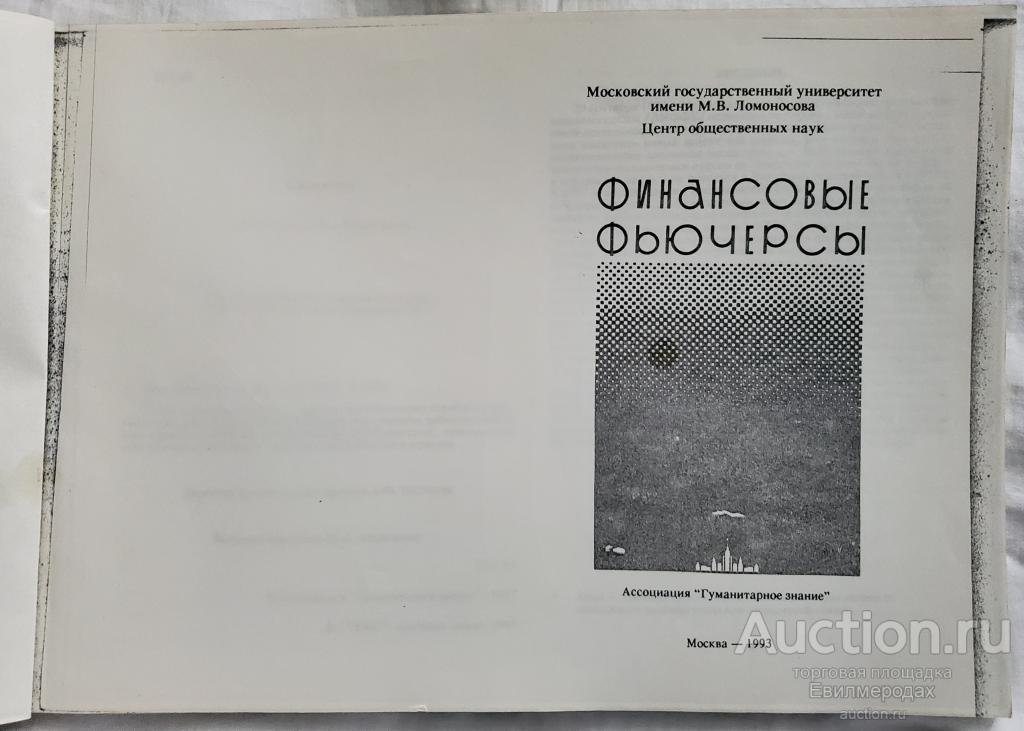 Московский государственный университет
имени М.В. Ломоносова
Центр общественных наук
ФИНАНСОВЫЕ
ФЬЮЧЕРСЫ
Ассоциация "Гуманитарное знание"
Москва — 1993
Auction.ru
торговая площадка
Евилмеродах
auction.ru